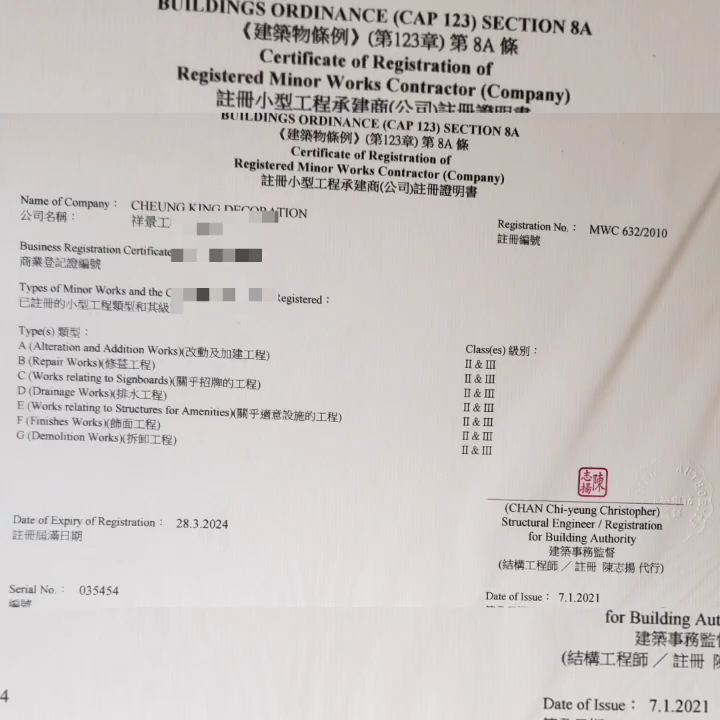 BUILDINGS ORDINANCE (CAP 123) SECTION 8A
《建築物條例》(第123章) 第 8A 條
Certificate of Registration of
Registered Minor Works Contractor (Company)
註冊小型工程承建商(公司)註冊證明書
BUILDINGS ORDINANCE (CAP 123) SECTION 8A
《建築物條例》(第123章) 第 8A 條
Certificate of Registration of
Registered Minor Works Contractor (Company)
註冊小型工程承建商(公司)註冊證明書
Name of Company : CHEUNG KING DECORATION
公司名稱 : 祥景工
Registration No. : MWC 632/2010
註冊編號
Business Registration Certificate
商業登記證編號
Types of Minor Works and the C Registered :
已註冊的小型工程類型和其級
Type(s) 類型 : Class(es) 級別 :
A (Alteration and Addition Works)(改動及加建工程) II & III
B (Repair Works)(修葺工程) II & III
C (Works relating to Signboards)(關乎招牌的工程) II & III
D (Drainage Works)(排水工程) II & III
E (Works relating to Structures for Amenities)(關乎適意設施的工程) II & III
F (Finishes Works)(飾面工程) II & III
G (Demolition Works)(拆卸工程) II & III
陳志揚
(CHAN Chi-yeung Christopher)
Structural Engineer / Registration
for Building Authority
建築事務監督
(結構工程師 / 註冊 陳志揚 代行)
Date of Expiry of Registration : 28.3.2024
註冊屆滿日期
Serial No. : 035454
編號
Date of Issue : 7.1.2021
for Building Aut
建築事務監
(結構工程師 / 註冊
4
Date of Issue : 7.1.2021